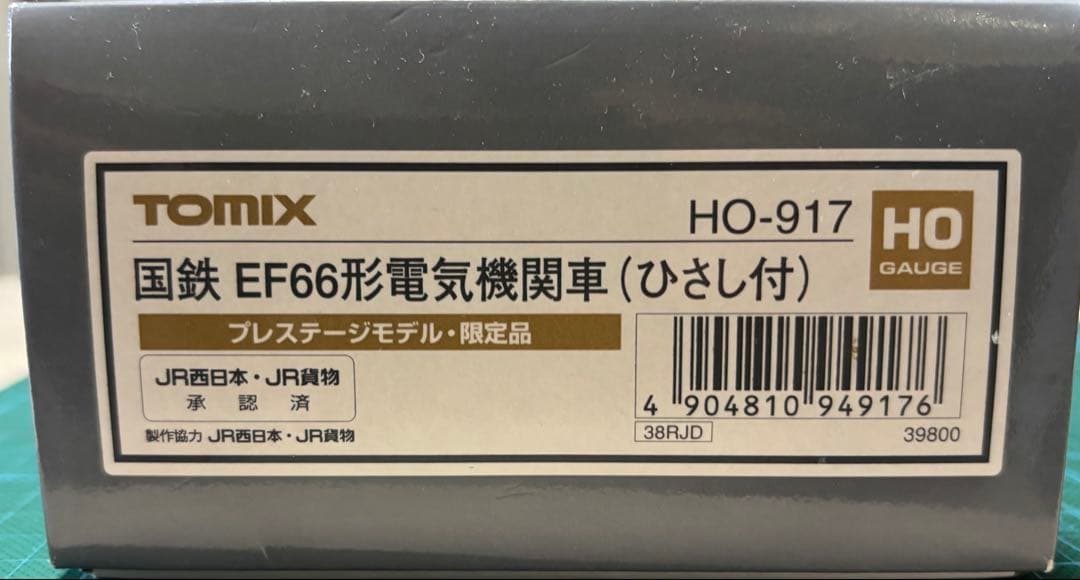 TOMIX
HO-917
HO
GAUGE
国鉄 EF66形電気機関車(ひさし付)
プレステージモデル・限定品
JR西日本・JR貨物
承認済
製作協力 JR西日本・JR貨物
4 904810 949176
38RJD
39800